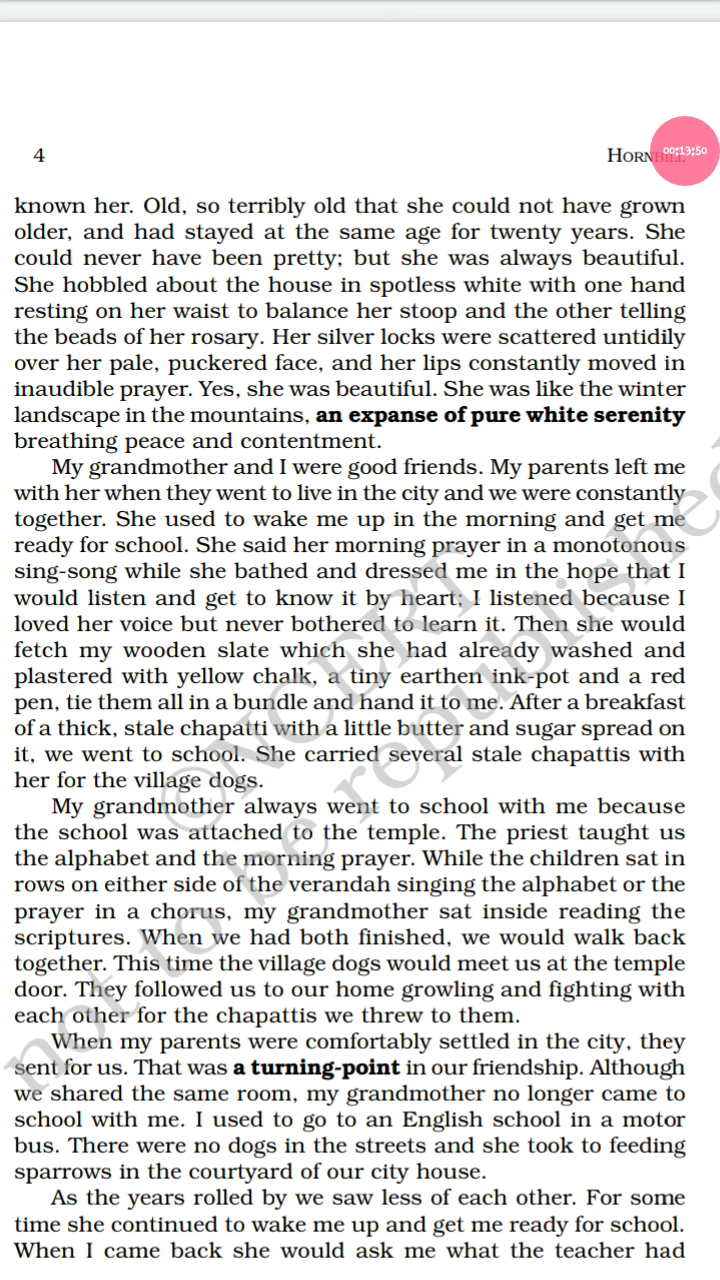 4 HORNBILL
00:13:50
known her. Old, so terribly old that she could not have grown
older, and had stayed at the same age for twenty years. She
could never have been pretty; but she was always beautiful.
She hobbled about the house in spotless white with one hand
resting on her waist to balance her stoop and the other telling
the beads of her rosary. Her silver locks were scattered untidily
over her pale, puckered face, and her lips constantly moved in
inaudible prayer. Yes, she was beautiful. She was like the winter
landscape in the mountains, an expanse of pure white serenity
breathing peace and contentment.
My grandmother and I were good friends. My parents left me
with her when they went to live in the city and we were constantly
together. She used to wake me up in the morning and get me
ready for school. She said her morning prayer in a monotonous
sing-song while she bathed and dressed me in the hope that I
would listen and get to know it by heart; I listened because I
loved her voice but never bothered to learn it. Then she would
fetch my wooden slate which she had already washed and
plastered with yellow chalk, a tiny earthen ink-pot and a red
pen, tie them all in a bundle and hand it to me. After a breakfast
of a thick, stale chapatti with a little butter and sugar spread on
it, we went to school. She carried several stale chapattis with
her for the village dogs.
My grandmother always went to school with me because
the school was attached to the temple. The priest taught us
the alphabet and the morning prayer. While the children sat in
rows on either side of the verandah singing the alphabet or the
prayer in a chorus, my grandmother sat inside reading the
scriptures. When we had both finished, we would walk back
together. This time the village dogs would meet us at the temple
door. They followed us to our home growling and fighting with
each other for the chapattis we threw to them.
When my parents were comfortably settled in the city, they
sent for us. That was a turning-point in our friendship. Although
we shared the same room, my grandmother no longer came to
school with me. I used to go to an English school in a motor
bus. There were no dogs in the streets and she took to feeding
sparrows in the courtyard of our city house.
As the years rolled by we saw less of each other. For some
time she continued to wake me up and get me ready for school.
When I came back she would ask me what the teacher had
©NCERT
not to be republished